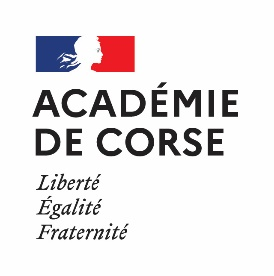 ACADÉMIE
DE CORSE
Liberté
Égalité
Fraternité